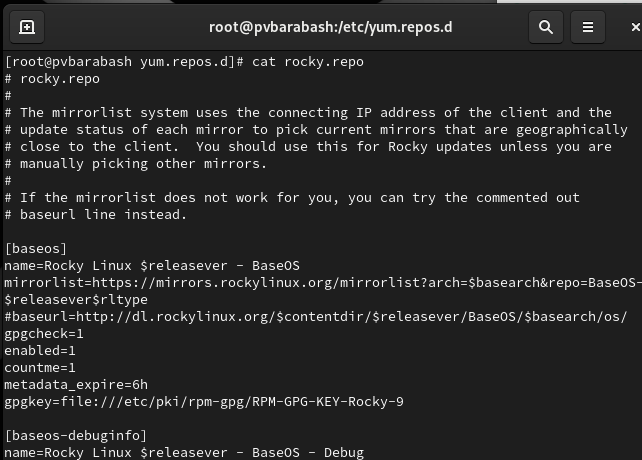 root@pvbarabash:/etc/yum.repos.d
[root@pvbarabash yum.repos.d]# cat rocky.repo
# rocky.repo
#
# The mirrorlist system uses the connecting IP address of the client and the
# update status of each mirror to pick current mirrors that are geographically
# close to the client.  You should use this for Rocky updates unless you are
# manually picking other mirrors.
#
# If the mirrorlist does not work for you, you can try the commented out
# baseurl line instead.

[baseos]
name=Rocky Linux $releasever - BaseOS
mirrorlist=https://mirrors.rockylinux.org/mirrorlist?arch=$basearch&repo=BaseOS-
$releasever$rltype
#baseurl=http://dl.rockylinux.org/$contentdir/$releasever/BaseOS/$basearch/os/
gpgcheck=1
enabled=1
countme=1
metadata_expire=6h
gpgkey=file:///etc/pki/rpm-gpg/RPM-GPG-KEY-Rocky-9

[baseos-debuginfo]
name=Rocky Linux $releasever - BaseOS - Debug